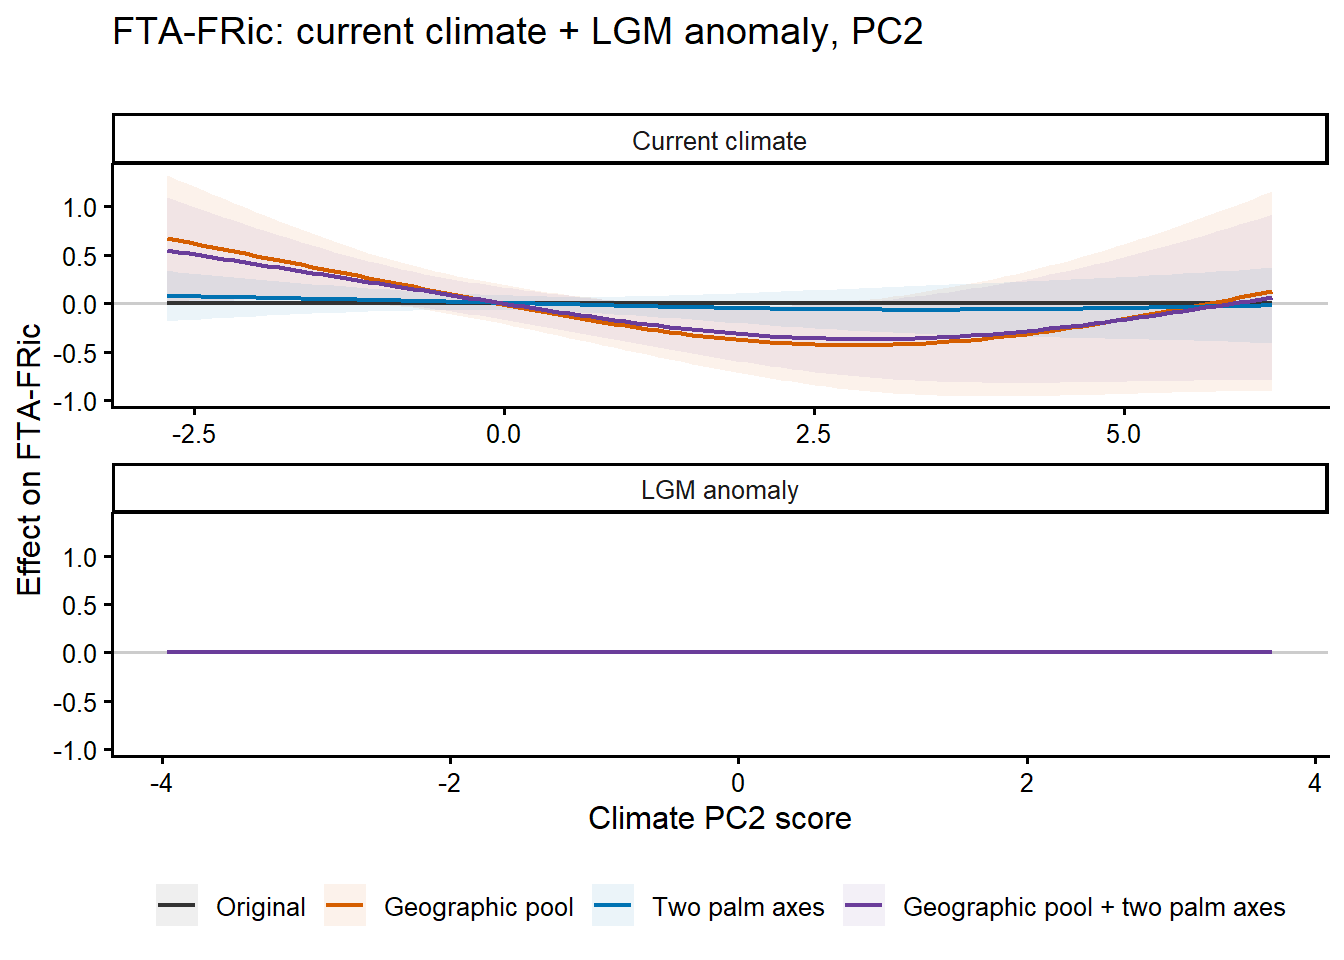 FTA-FRic: current climate + LGM anomaly, PC2
Current climate
1.0
0.5
0.0
-0.5
-1.0
-2.5 0.0 2.5 5.0
Effect on FTA-FRic
LGM anomaly
1.0
0.5
0.0
-0.5
-1.0
-4 -2 0 2 4
Climate PC2 score
Original Geographic pool Two palm axes Geographic pool + two palm axes